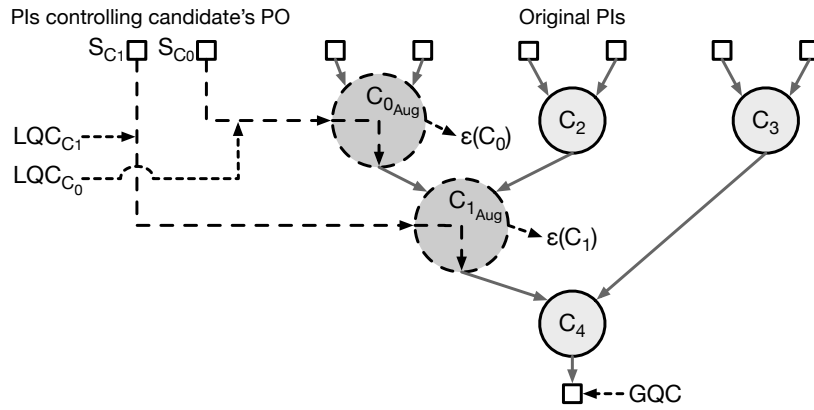 PIs controlling candidate's PO
Original PIs
S_C1
S_C0
C_0Aug
C_2
C_3
LQC_C1
ε(C_0)
LQC_C0
C_1Aug
ε(C_1)
C_4
GQC